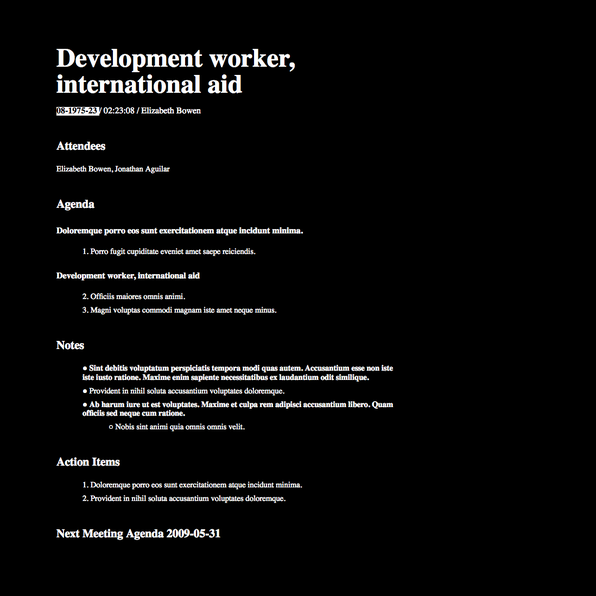 Development worker,
international aid
08-1975-23 / 02:23:08 / Elizabeth Bowen
Attendees
Elizabeth Bowen, Jonathan Aguilar
Agenda
Doloremque porro eos sunt exercitationem atque incidunt minima.
1. Porro fugit cupiditate eveniet amet saepe reiciendis.
Development worker, international aid
2. Officiis maiores omnis animi.
3. Magni voluptas commodi magnam iste amet neque minus.
Notes
● Sint debitis voluptatum perspiciatis tempora modi quas autem. Accusantium esse non iste
iste iusto ratione. Maxime enim sapiente necessitatibus ex laudantium odit similique.
● Provident in nihil soluta accusantium voluptates doloremque.
● Ab harum iure ut est voluptates. Maxime et culpa rem adipisci accusantium libero. Quam
officiis sed neque cum ratione.
○ Nobis sint animi quia omnis omnis velit.
Action Items
1. Doloremque porro eos sunt exercitationem atque incidunt minima.
2. Provident in nihil soluta accusantium voluptates doloremque.
Next Meeting Agenda 2009-05-31